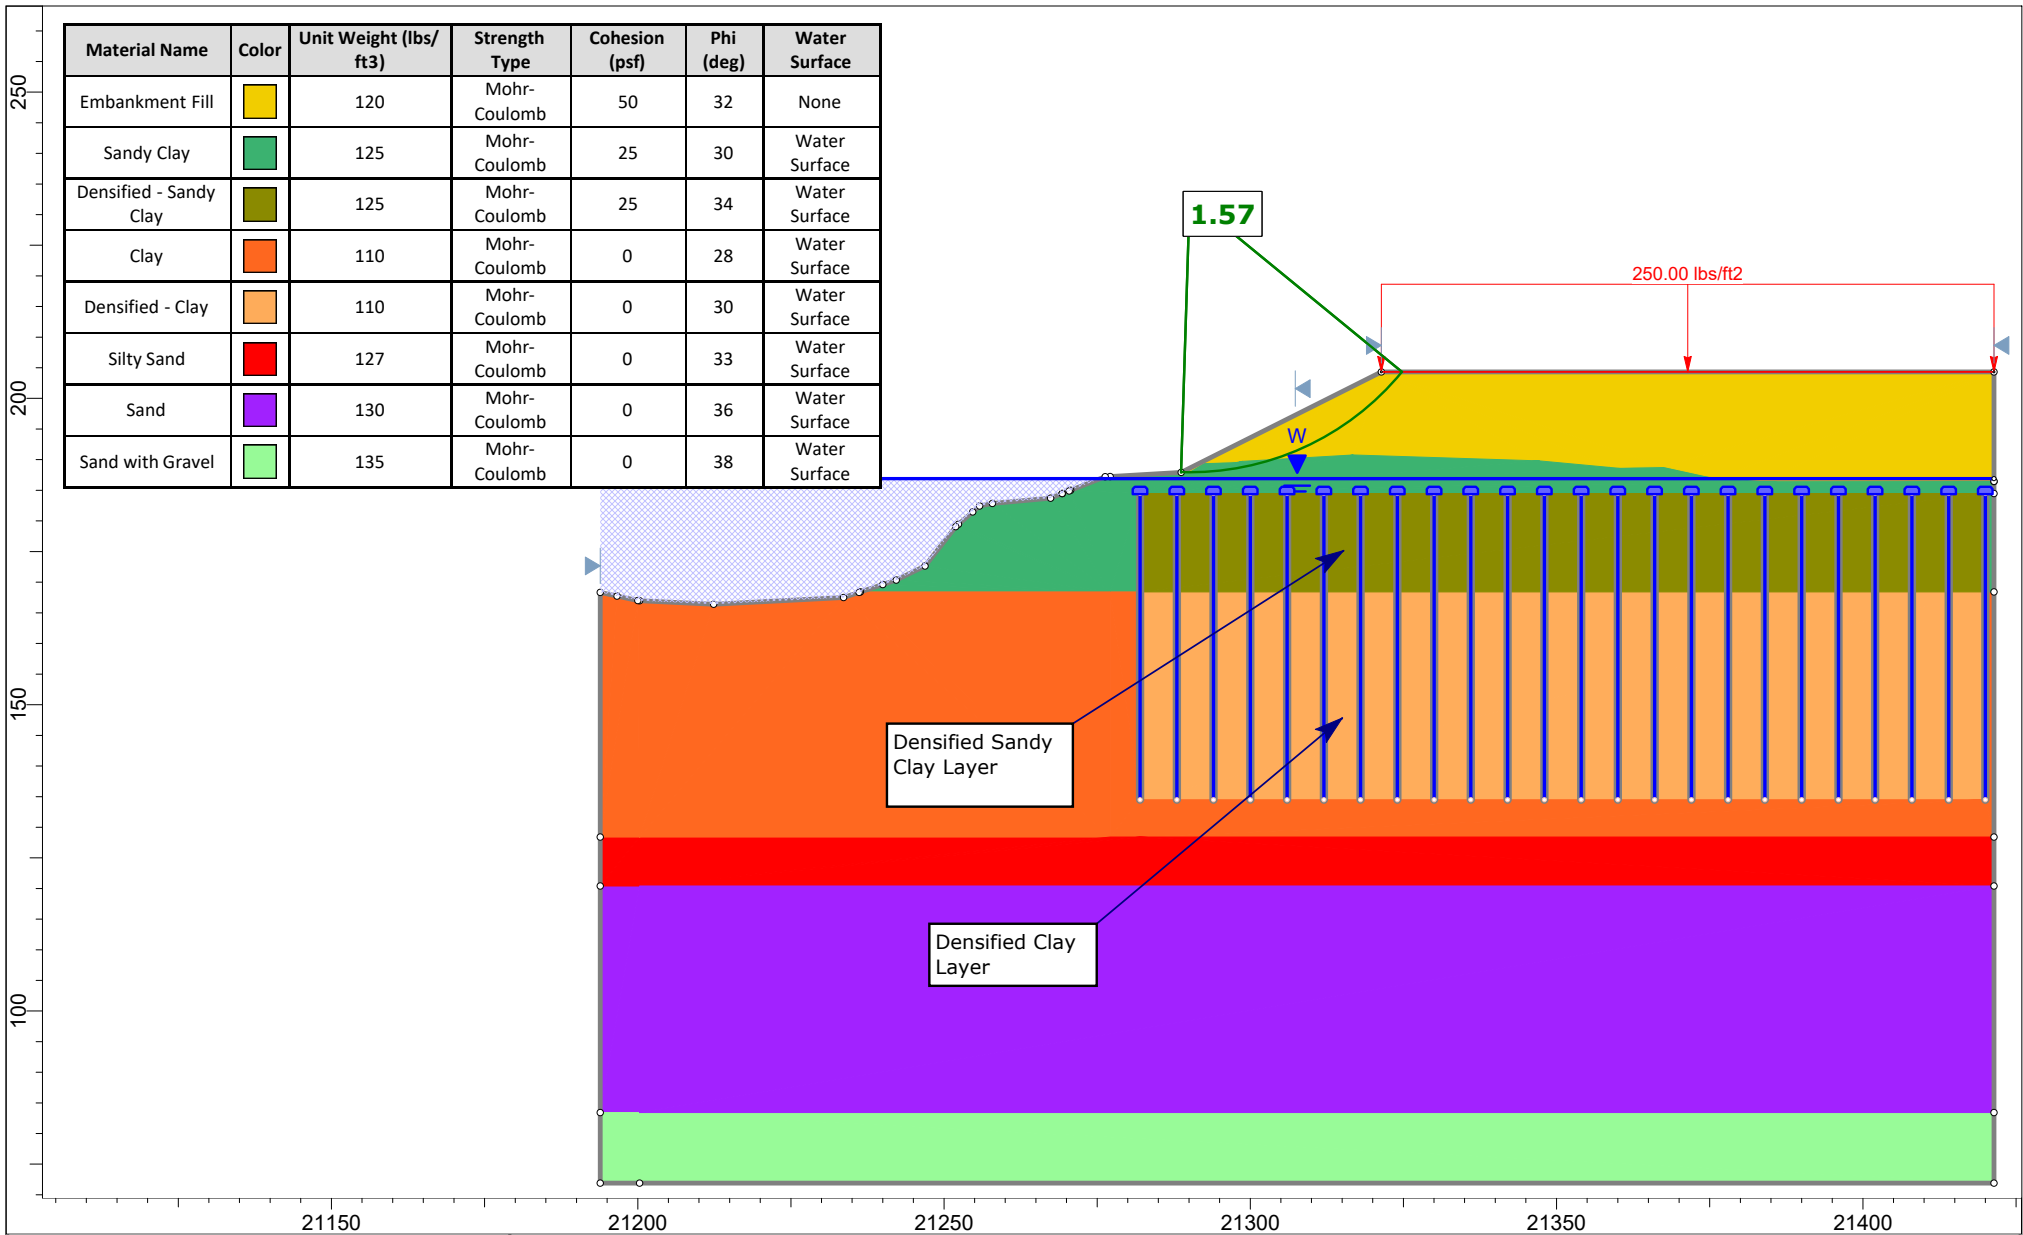 Material Name Color Unit Weight (lbs/ ft3) Strength Type Cohesion (psf) Phi (deg) Water Surface
Embankment Fill 120 Mohr-Coulomb 50 32 None
Sandy Clay 125 Mohr-Coulomb 25 30 Water Surface
Densified - Sandy Clay 125 Mohr-Coulomb 25 34 Water Surface
Clay 110 Mohr-Coulomb 0 28 Water Surface
Densified - Clay 110 Mohr-Coulomb 0 30 Water Surface
Silty Sand 127 Mohr-Coulomb 0 33 Water Surface
Sand 130 Mohr-Coulomb 0 36 Water Surface
Sand with Gravel 135 Mohr-Coulomb 0 38 Water Surface
1.57
250.00 lbs/ft2
W
Densified Sandy
Clay Layer
Densified Clay
Layer
250
200
150
100
21150 21200 21250 21300 21350 21400